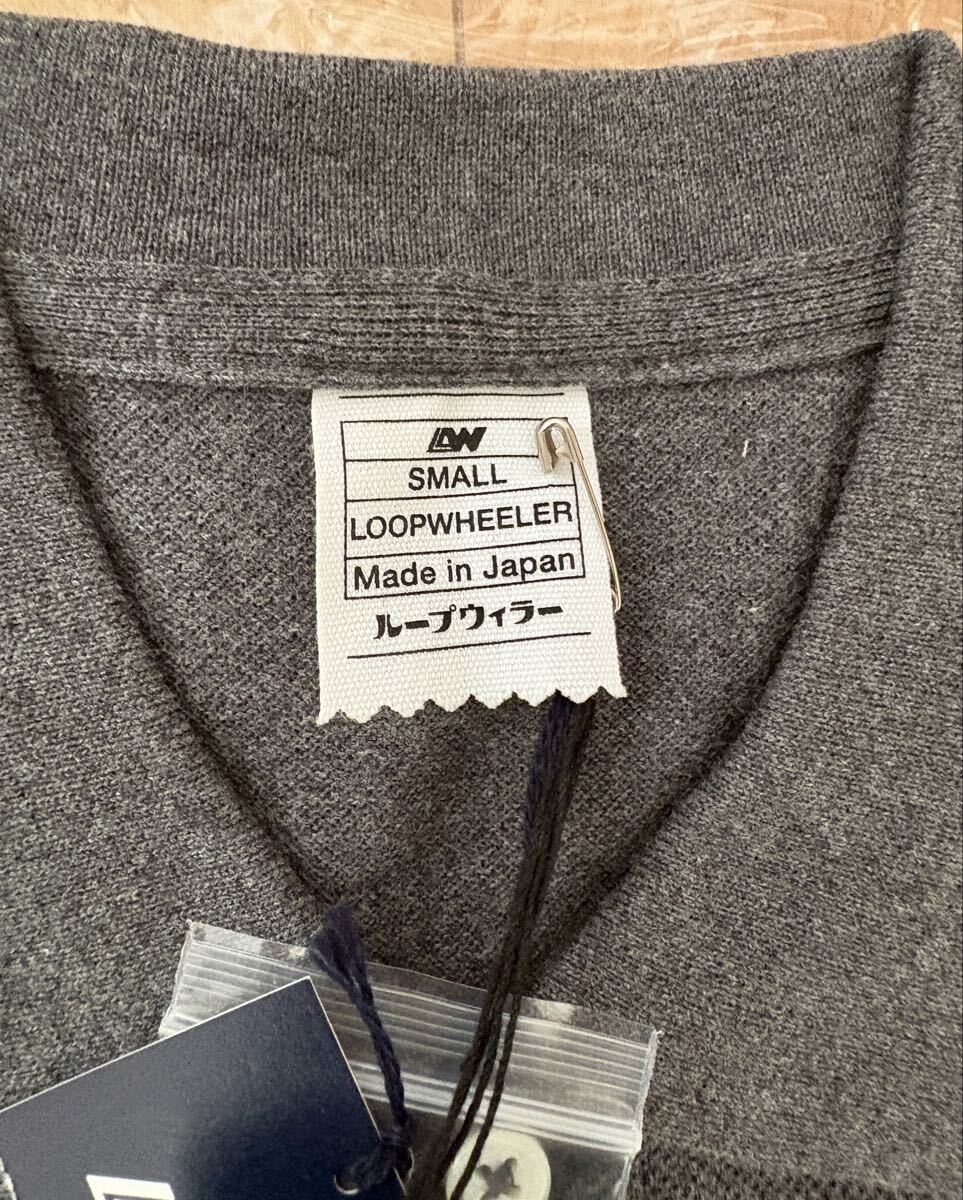 LW
SMALL
LOOPWHEELER
Made in Japan
ループウィラー